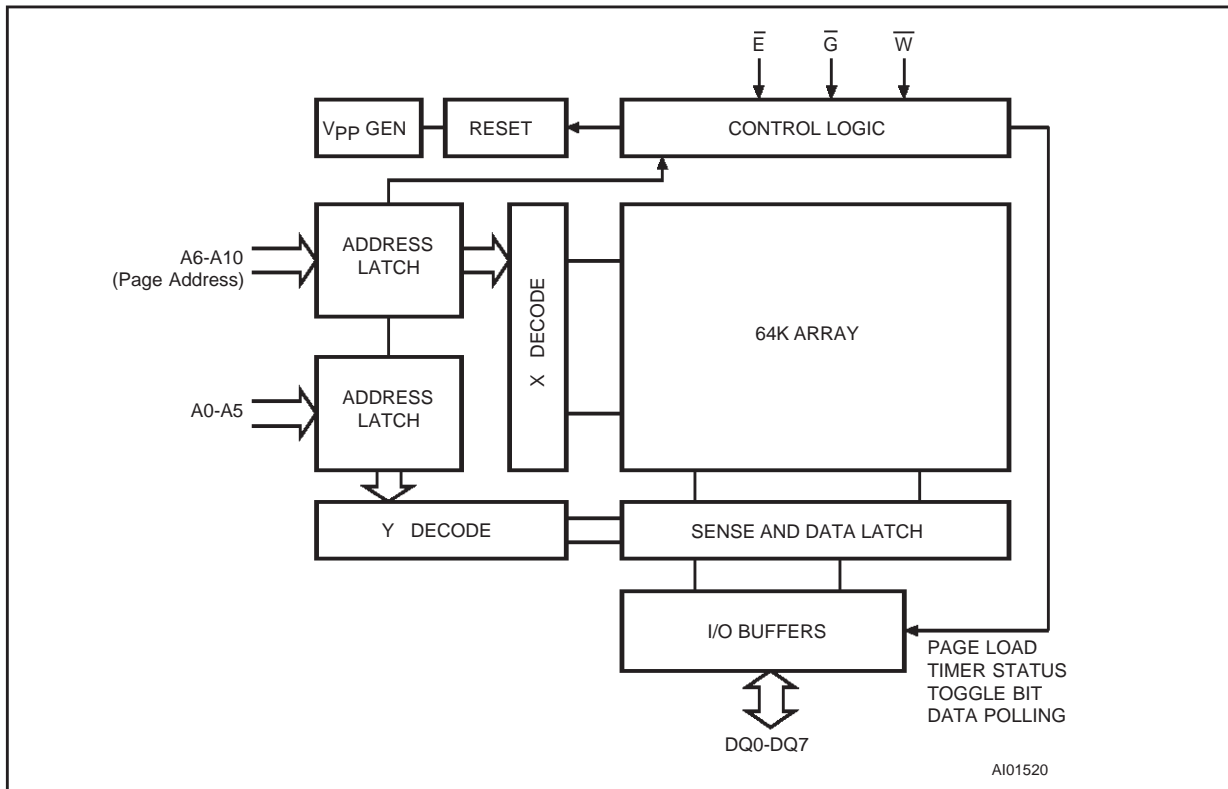 E̅ G̅ W̅
VPP GEN RESET CONTROL LOGIC
A6-A10
(Page Address)
ADDRESS
LATCH
X DECODE
64K ARRAY
A0-A5
ADDRESS
LATCH
Y DECODE
SENSE AND DATA LATCH
I/O BUFFERS
PAGE LOAD
TIMER STATUS
TOGGLE BIT
DATA POLLING
DQ0-DQ7
AI01520